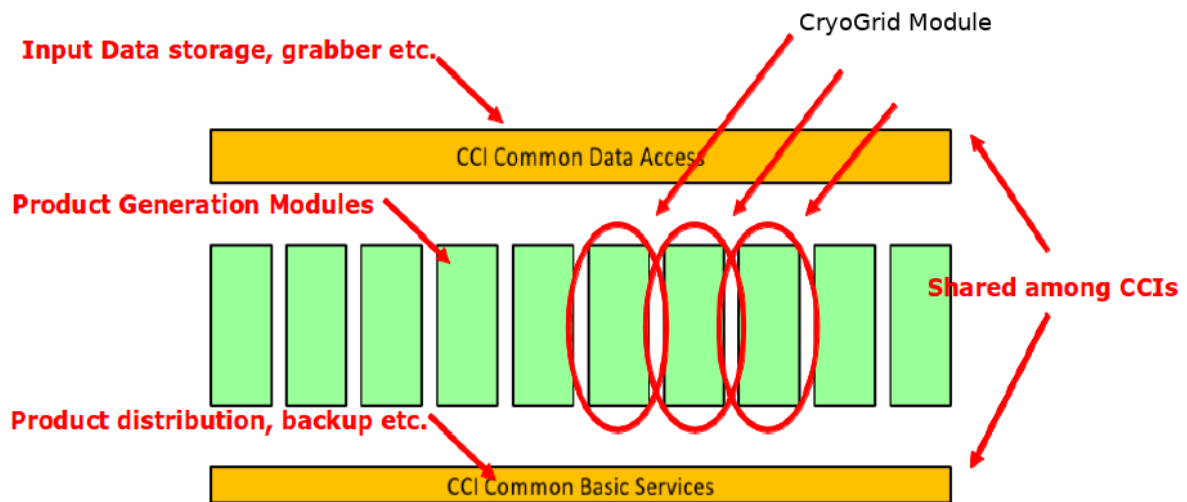 CryoGrid Module
Input Data storage, grabber etc.
CCI Common Data Access
Product Generation Modules
Shared among CCIs
Product distribution, backup etc.
CCI Common Basic Services